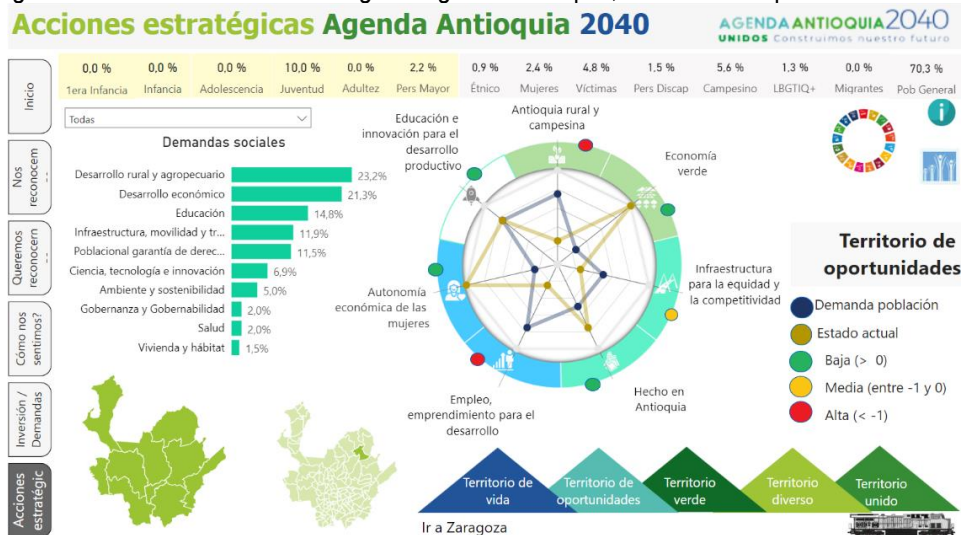 Acciones estratégicas Agenda Antioquia 2040
AGENDA ANTIOQUIA 2040
UNIDOS Construimos nuestro futuro
0,0 % 0,0 % 0,0 % 10,0 % 0,0 % 2,2 % 0,9 % 2,4 % 4,8 % 1,5 % 5,6 % 1,3 % 0,0 % 70,3 %
1era Infancia Infancia Adolescencia Juventud Adultez Pers Mayor Étnico Mujeres Víctimas Pers Discap Campesino LBGTIQ+ Migrantes Pob General
Inicio
Nos
reconocem
Queremos
reconocern
Cómo nos
sentimos?
Inversión /
Demandas
Acciones
estratégic
Todas
Demandas sociales
Desarrollo rural y agropecuario 23,2%
Desarrollo económico 21,3%
Educación 14,8%
Infraestructura, movilidad y tr... 11,9%
Poblacional garantía de derec... 11,5%
Ciencia, tecnología e innovación 6,9%
Ambiente y sostenibilidad 5,0%
Gobernanza y Gobernabilidad 2,0%
Salud 2,0%
Vivienda y hábitat 1,5%
Educación e
innovación para el
desarrollo
productivo
Antioquia rural y
campesina
Economía
verde
Infraestructura
para la equidad y
la competitividad
Hecho en
Antioquia
Empleo,
emprendimiento para el
desarrollo
Autonomía
económica de las
mujeres
i
Territorio de
oportunidades
Demanda población
Estado actual
Baja (> 0)
Media (entre -1 y 0)
Alta (< -1)
Territorio de
vida
Territorio de
oportunidades
Territorio
verde
Territorio
diverso
Territorio
unido
Ir a Zaragoza